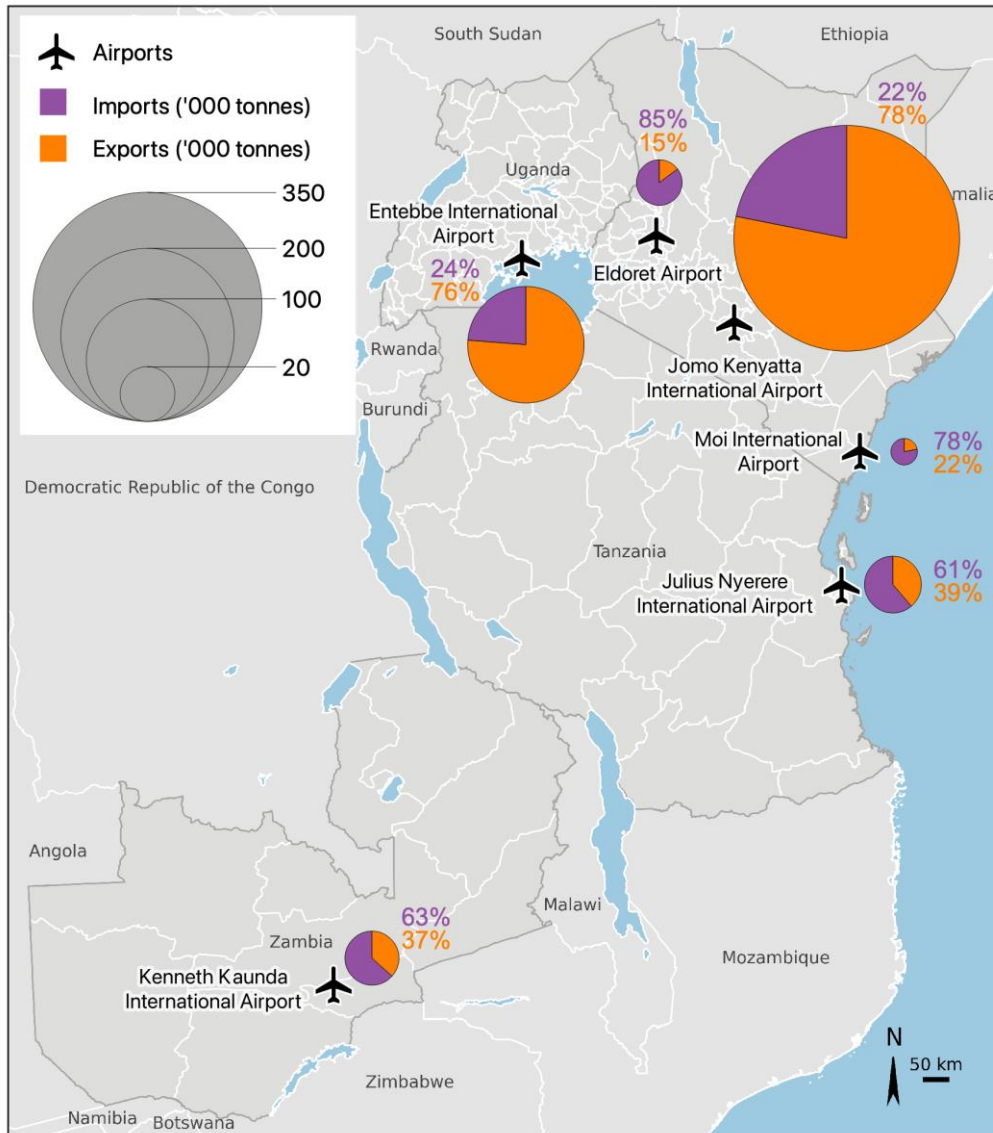 South Sudan
Ethiopia
Airports
Imports ('000 tonnes)
Exports ('000 tonnes)
350
200
100
20
22%
78%
85%
15%
Uganda
malia
Entebbe International
Airport
24%
76%
Eldoret Airport
Rwanda
Jomo Kenyatta
International Airport
Burundi
Moi International
Airport
78%
22%
Democratic Republic of the Congo
Tanzania
Julius Nyerere
International Airport
61%
39%
Angola
Malawi
63%
37%
Zambia
Mozambique
Kenneth Kaunda
International Airport
N
50 km
Zimbabwe
Namibia
Botswana